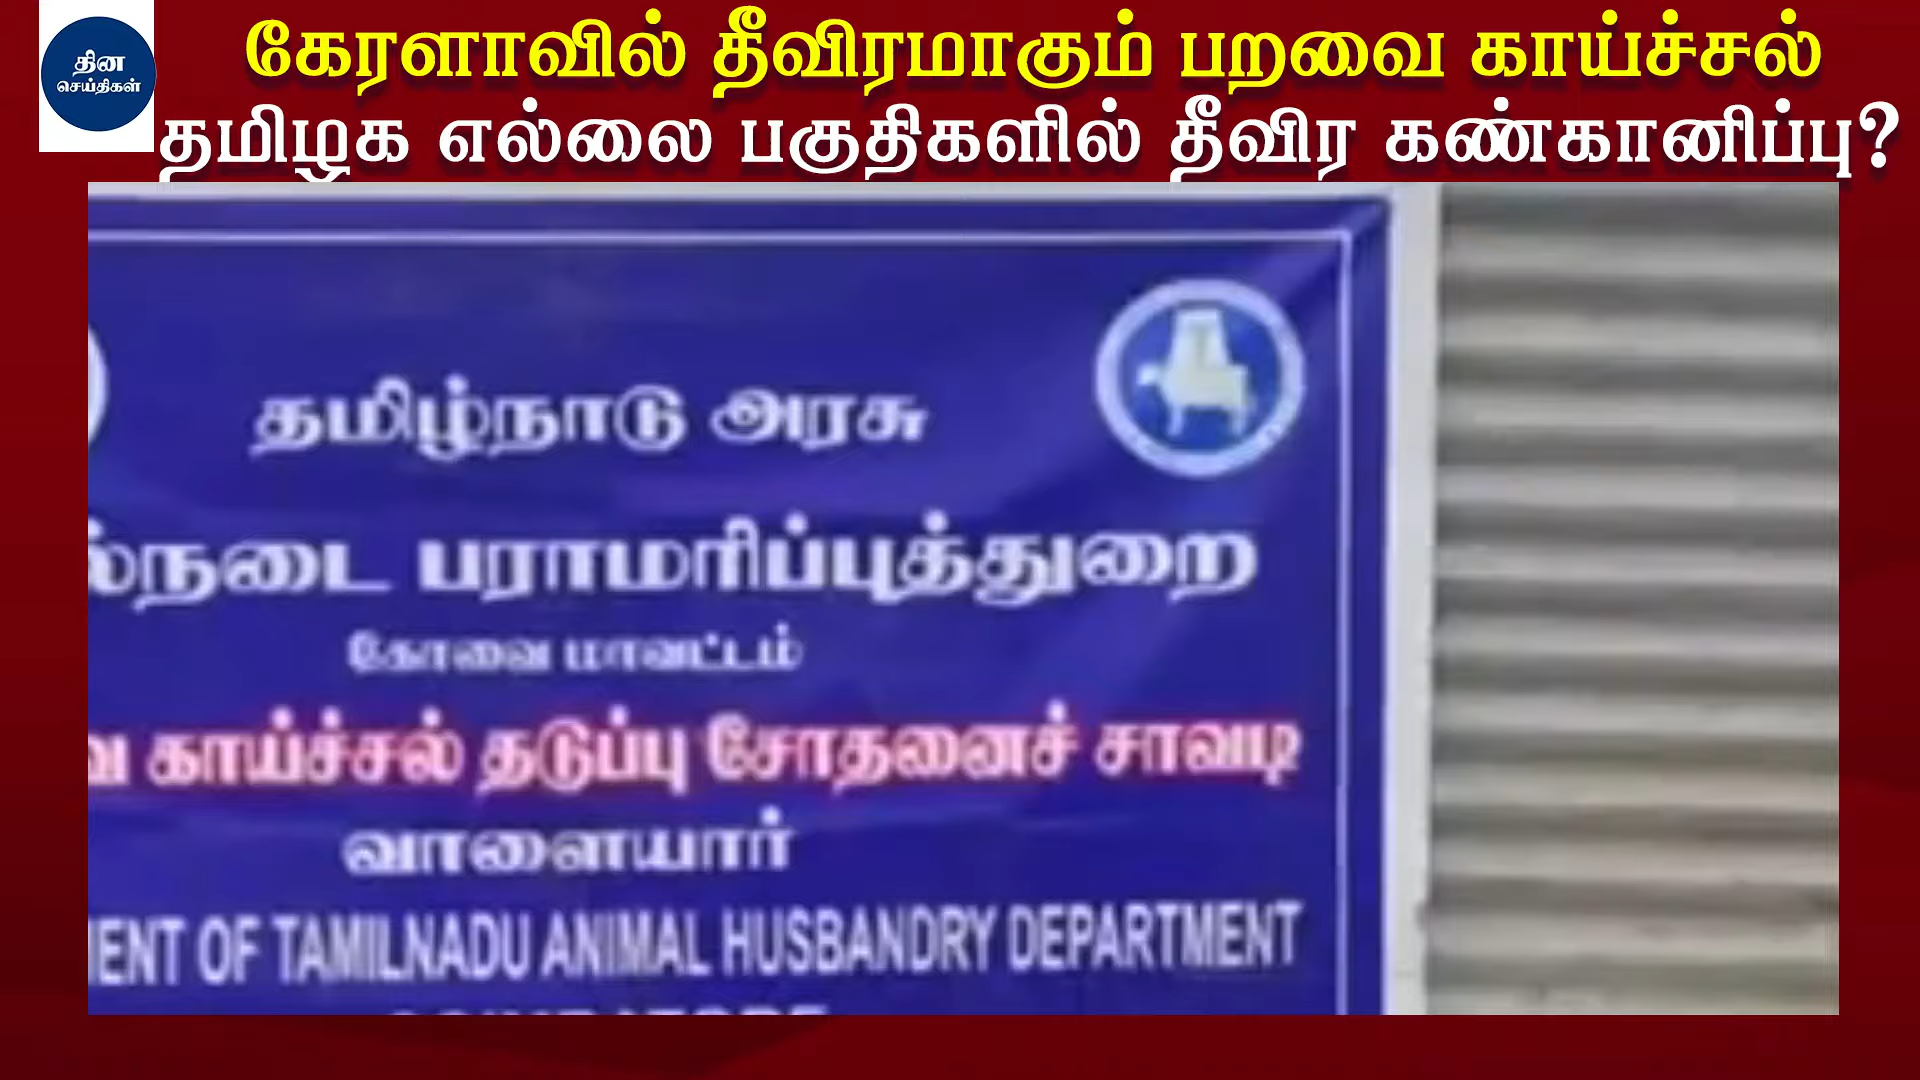 தின
செய்திகள்
கேரளாவில் தீவிரமாகும் பறவை காய்ச்சல்
தமிழக எல்லை பகுதிகளில் தீவிர கண்கானிப்பு?
தமிழ்நாடு அரசு
ல்நடை பராமரிப்புத்துறை
கோவை மாவட்டம்
வை காய்ச்சல் தடுப்பு சோதனைச் சாவடி
வாளையார்
MENT OF TAMILNADU ANIMAL HUSBANDRY DEPARTMENT